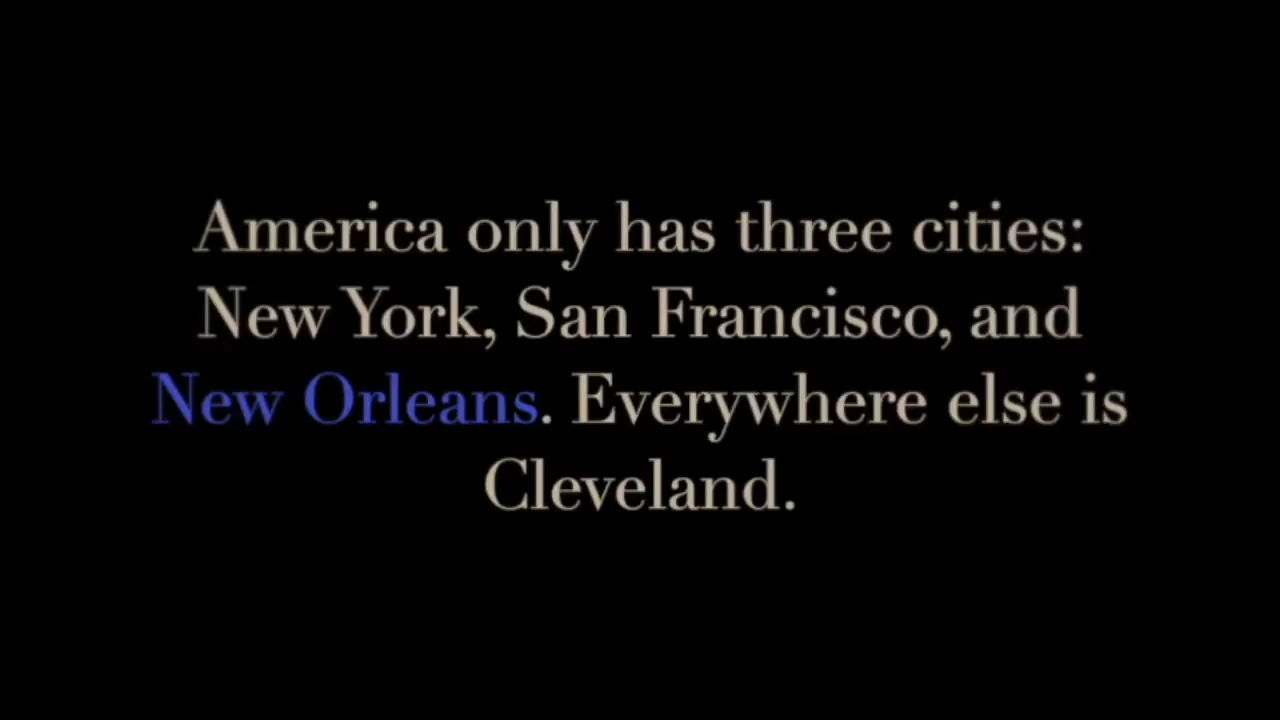 America only has three cities:
New York, San Francisco, and
New Orleans. Everywhere else is
Cleveland.